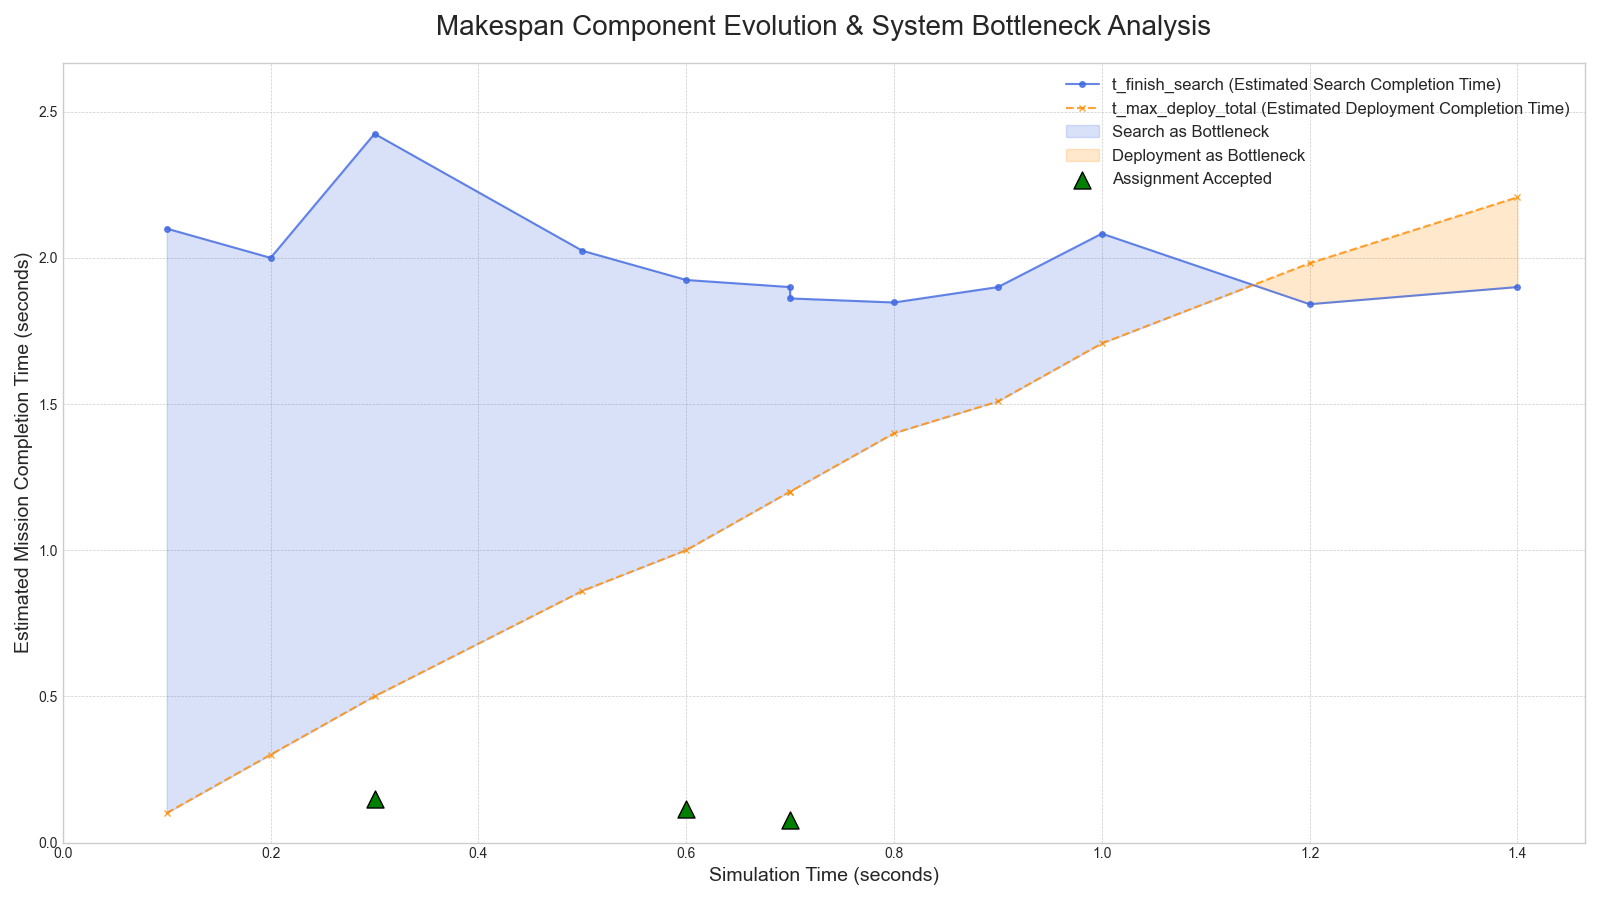 Makespan Component Evolution & System Bottleneck Analysis
t_finish_search (Estimated Search Completion Time)
t_max_deploy_total (Estimated Deployment Completion Time)
Search as Bottleneck
Deployment as Bottleneck
Assignment Accepted
Estimated Mission Completion Time (seconds)
2.5
2.0
1.5
1.0
0.5
0.0
0.0 0.2 0.4 0.6 0.8 1.0 1.2 1.4
Simulation Time (seconds)